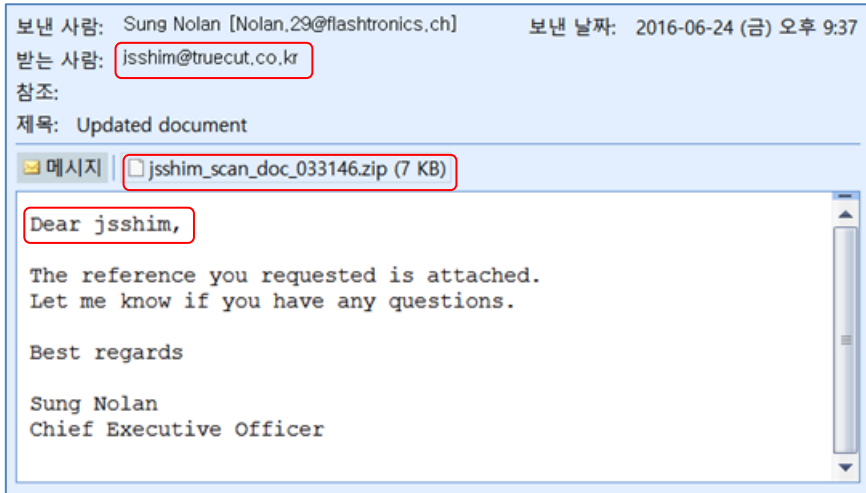 보낸 사람: Sung Nolan [Nolan,29@flashtronics,ch] 보낸 날짜: 2016-06-24 (금) 오후 9:37
받는 사람: jsshim@truecut,co,kr
참조:
제목: Updated document
메시지 jsshim_scan_doc_033146.zip (7 KB)
Dear jsshim,
The reference you requested is attached.
Let me know if you have any questions.
Best regards
Sung Nolan
Chief Executive Officer